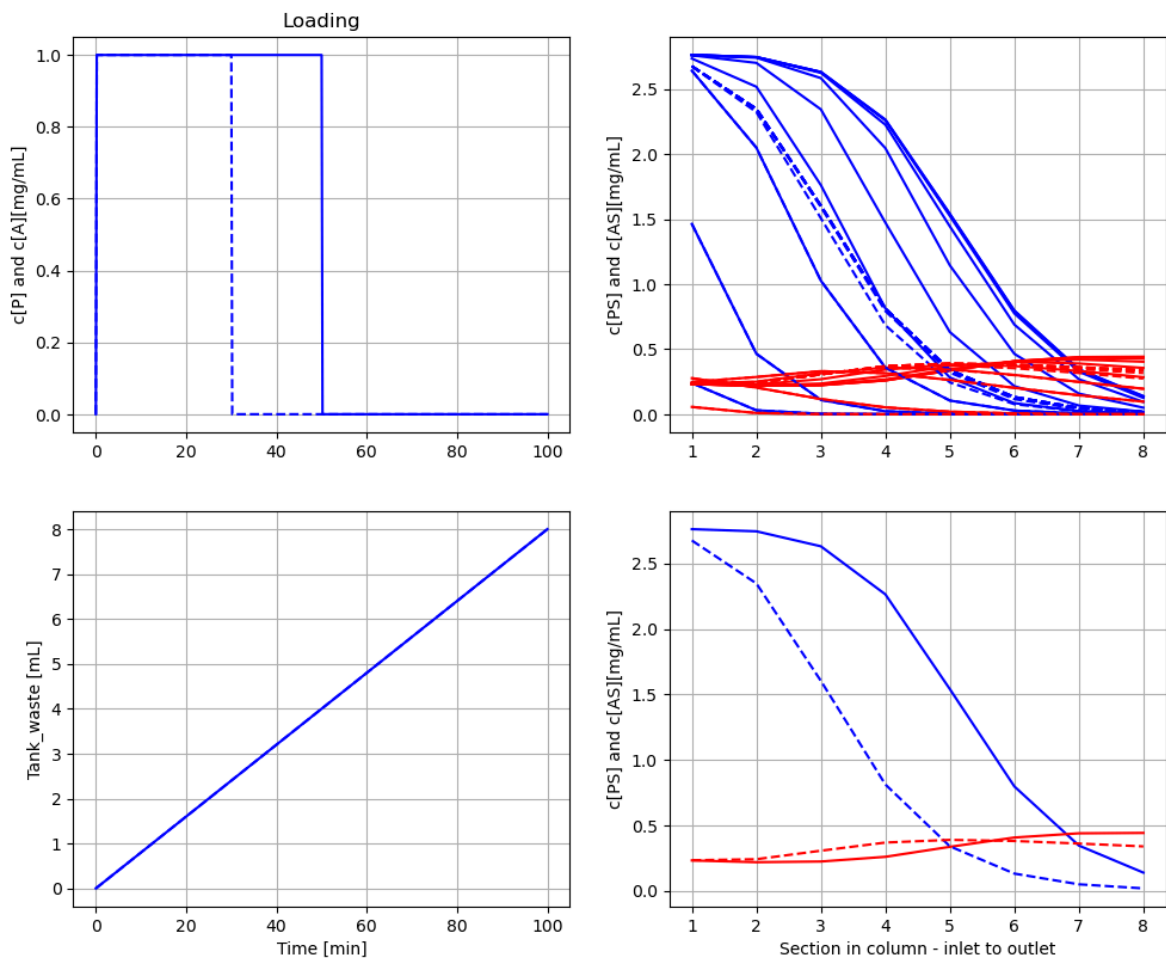 Loading
c[P] and c[A][mg/mL]
1.0
0.8
0.6
0.4
0.2
0.0
0 20 40 60 80 100
c[PS] and c[AS][mg/mL]
2.5
2.0
1.5
1.0
0.5
0.0
1 2 3 4 5 6 7 8
Tank_waste [mL]
8
7
6
5
4
3
2
1
0
0 20 40 60 80 100
Time [min]
c[PS] and c[AS][mg/mL]
2.5
2.0
1.5
1.0
0.5
0.0
1 2 3 4 5 6 7 8
Section in column - inlet to outlet